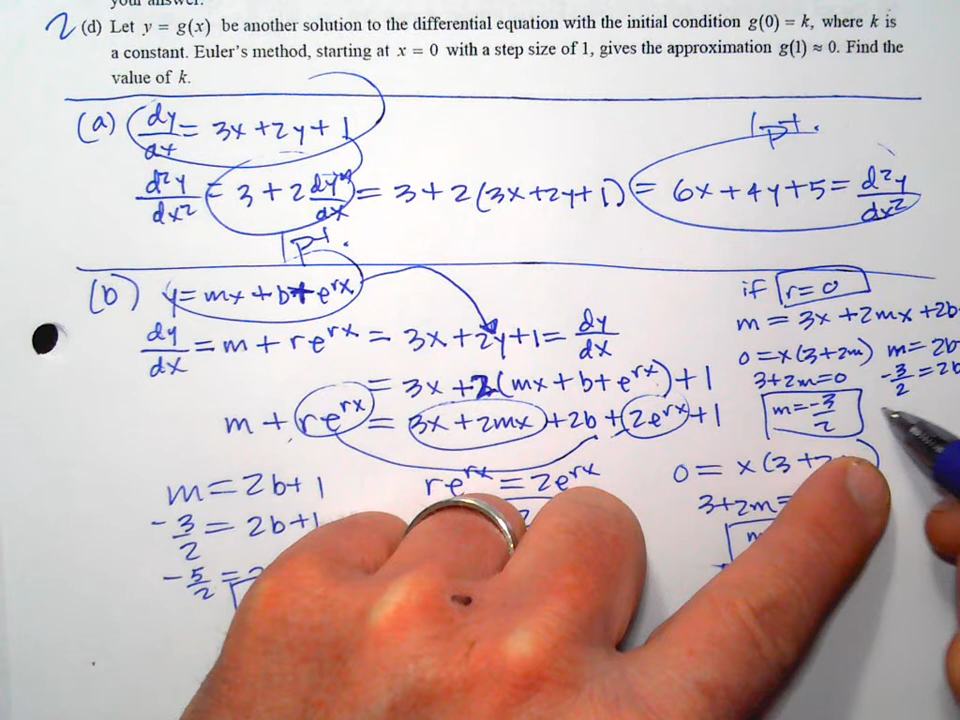 your answer.
2 (d) Let y = g(x) be another solution to the differential equation with the initial condition g(0) = k, where k is
a constant. Euler's method, starting at x = 0 with a step size of 1, gives the approximation g(1) ≈ 0. Find the
value of k.
(a) dy/dx = 3x + 2y + 1
1 pt.
d²y/dx² = 3 + 2 dy/dx = 3 + 2(3x+2y+1) = 6x + 4y + 5 = d²y/dx²
1 pt.
(b) y = mx + b + e^rx
dy/dx = m + re^rx = 3x + 2y + 1 = dy/dx
= 3x + 2(mx + b + e^rx) + 1
m + re^rx = 3x + 2mx + 2b + 2e^rx + 1
m = 2b + 1
-3/2 = 2b + 1
-5/2 =
re^rx = 2e^rx
2
if r = 0
m = 3x + 2mx + 2b
0 = x(3 + 2m) m = 2b
3 + 2m = 0 -3/2 = 2b
m = -3/2
0 = x(3 +
3 + 2m =
m